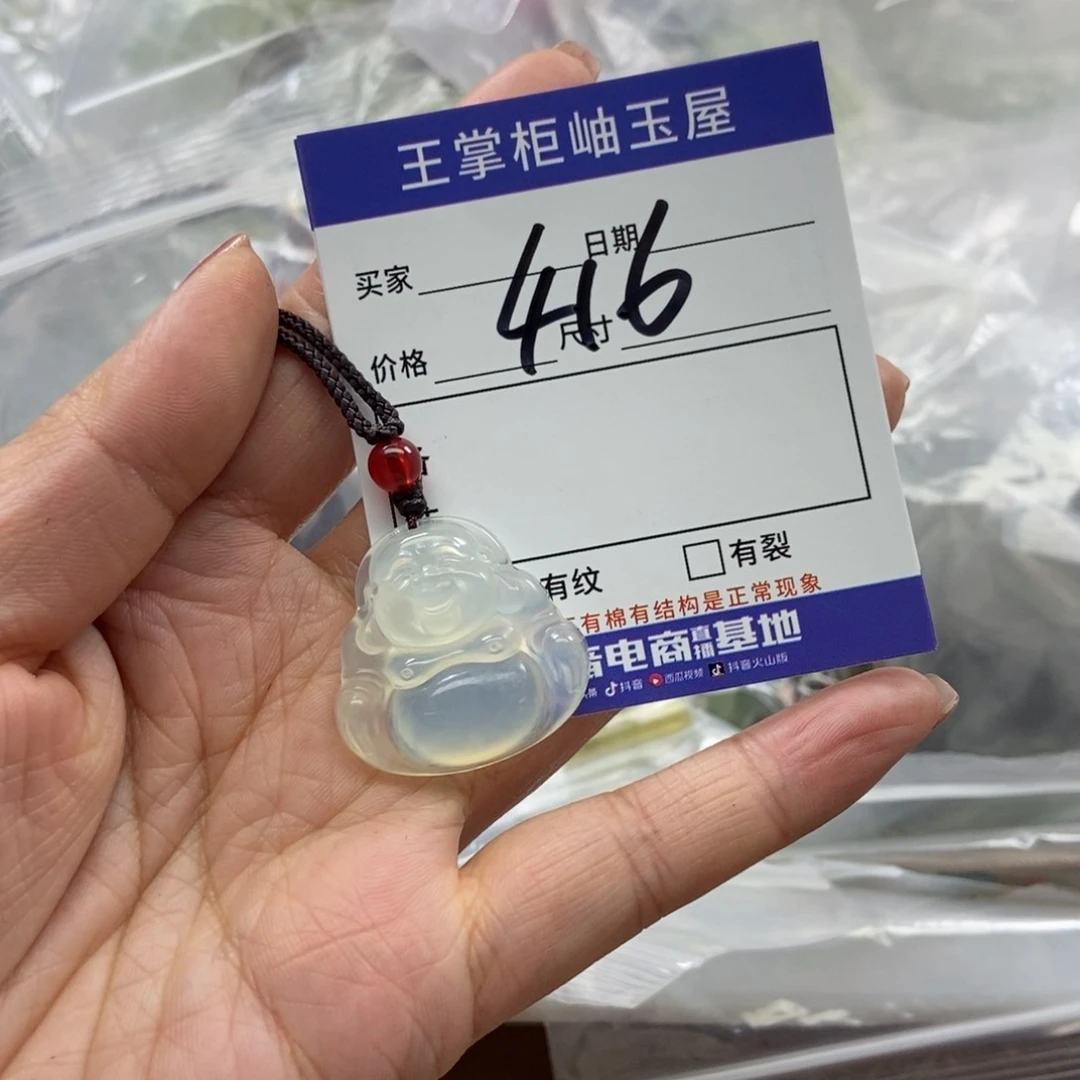 王掌柜岫玉屋
买家 日期
416
价格 尺寸
有纹 □有裂
有棉有结构是正常现象
电商直播基地
抖音 西瓜视频 抖音火山版